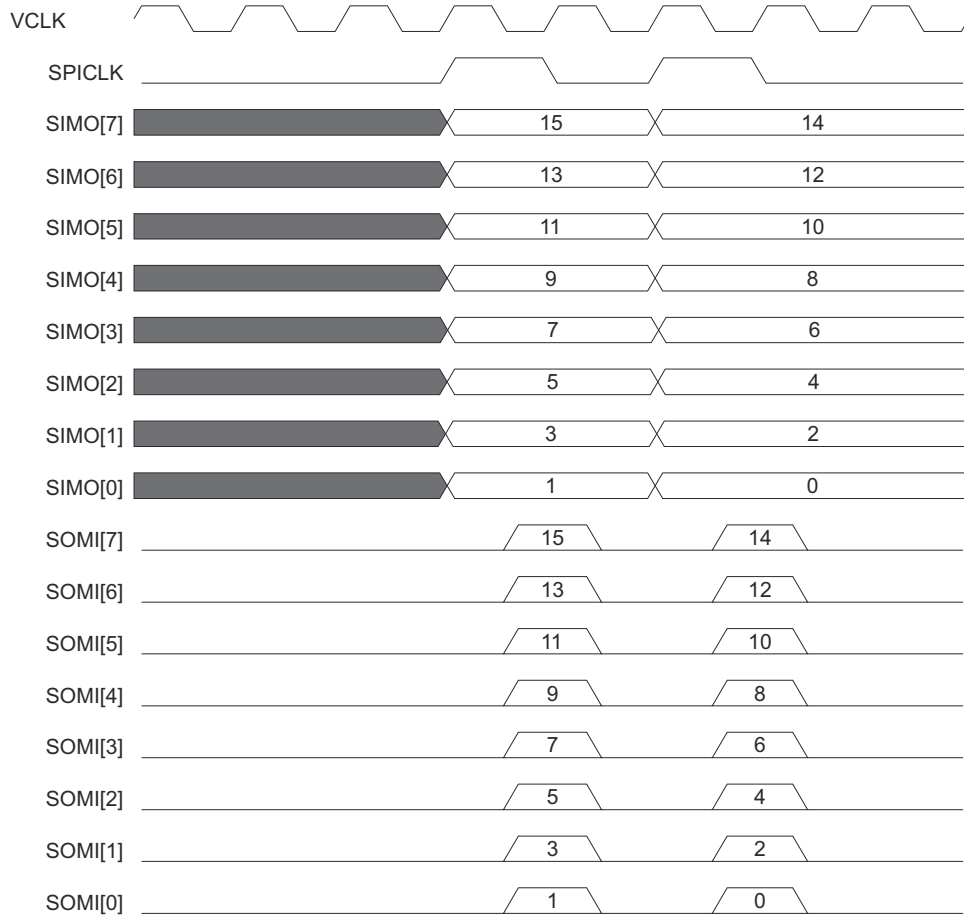 VCLK
SPICLK
SIMO[7] 15 14
SIMO[6] 13 12
SIMO[5] 11 10
SIMO[4] 9 8
SIMO[3] 7 6
SIMO[2] 5 4
SIMO[1] 3 2
SIMO[0] 1 0
SOMI[7] 15 14
SOMI[6] 13 12
SOMI[5] 11 10
SOMI[4] 9 8
SOMI[3] 7 6
SOMI[2] 5 4
SOMI[1] 3 2
SOMI[0] 1 0